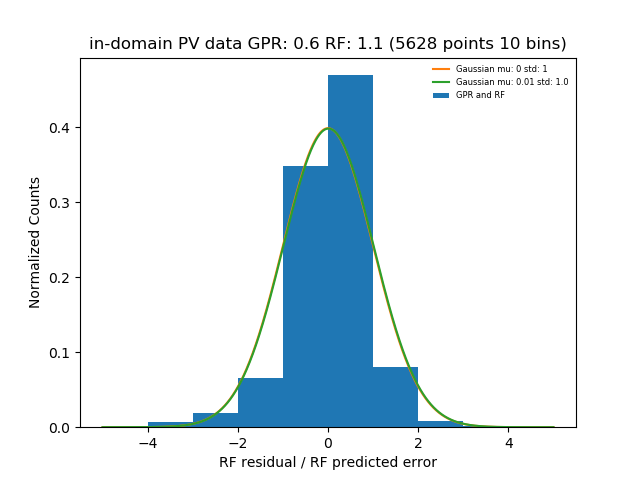 in-domain PV data GPR: 0.6 RF: 1.1 (5628 points 10 bins)
Gaussian mu: 0 std: 1
Gaussian mu: 0.01 std: 1.0
GPR and RF
Normalized Counts
0.4
0.3
0.2
0.1
0.0
−4 −2 0 2 4
RF residual / RF predicted error